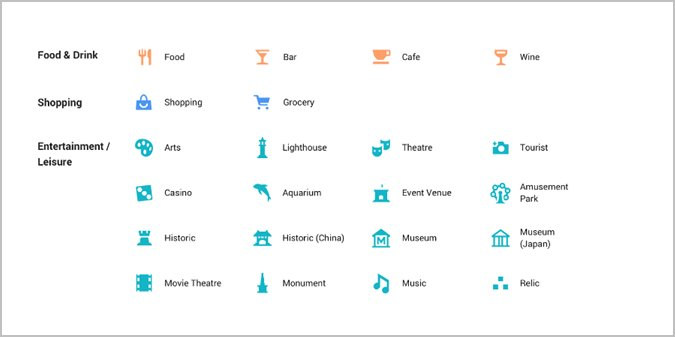 Food & Drink
Food
Bar
Cafe
Wine
Shopping
Shopping
Grocery
Entertainment /
Leisure
Arts
Lighthouse
Theatre
Tourist
Casino
Aquarium
Event Venue
Amusement
Park
Historic
Historic (China)
M
Museum
Museum
(Japan)
Movie Theatre
Monument
Music
Relic